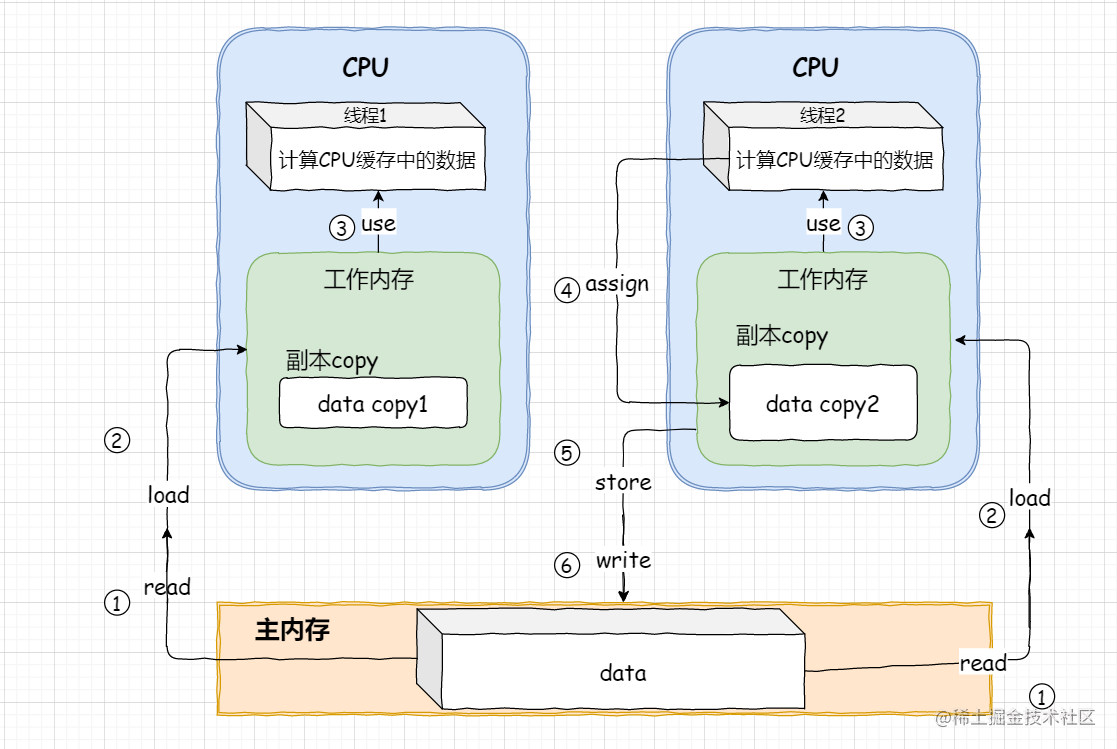 CPU
线程1
计算CPU缓存中的数据
③ use
工作内存
副本copy
data copy1
②
load
①
read
CPU
线程2
计算CPU缓存中的数据
use ③
④ assign
工作内存
副本copy
data copy2
⑤
store
⑥ write
load
②
主内存
data
read
①
@稀土掘金技术社区